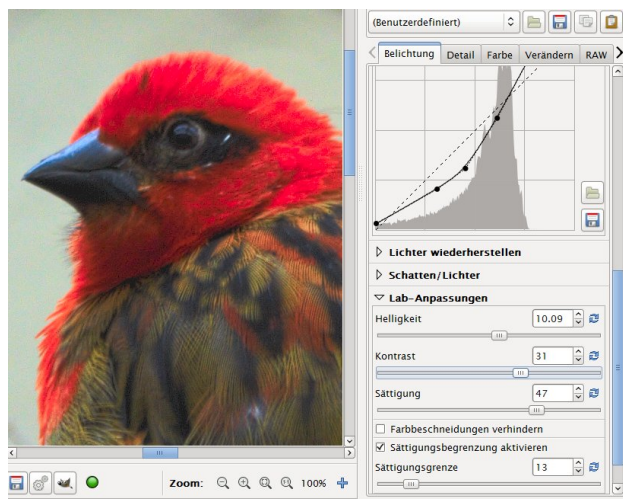 (Benutzerdefiniert)
Belichtung Detail Farbe Verändern RAW
Lichter wiederherstellen
Schatten/Lichter
Lab-Anpassungen
Helligkeit 10.09
Kontrast 31
Sättigung 47
Farbbeschneidungen verhindern
Sättigungsbegrenzung aktivieren
Sättigungsgrenze 13
Zoom: 100%